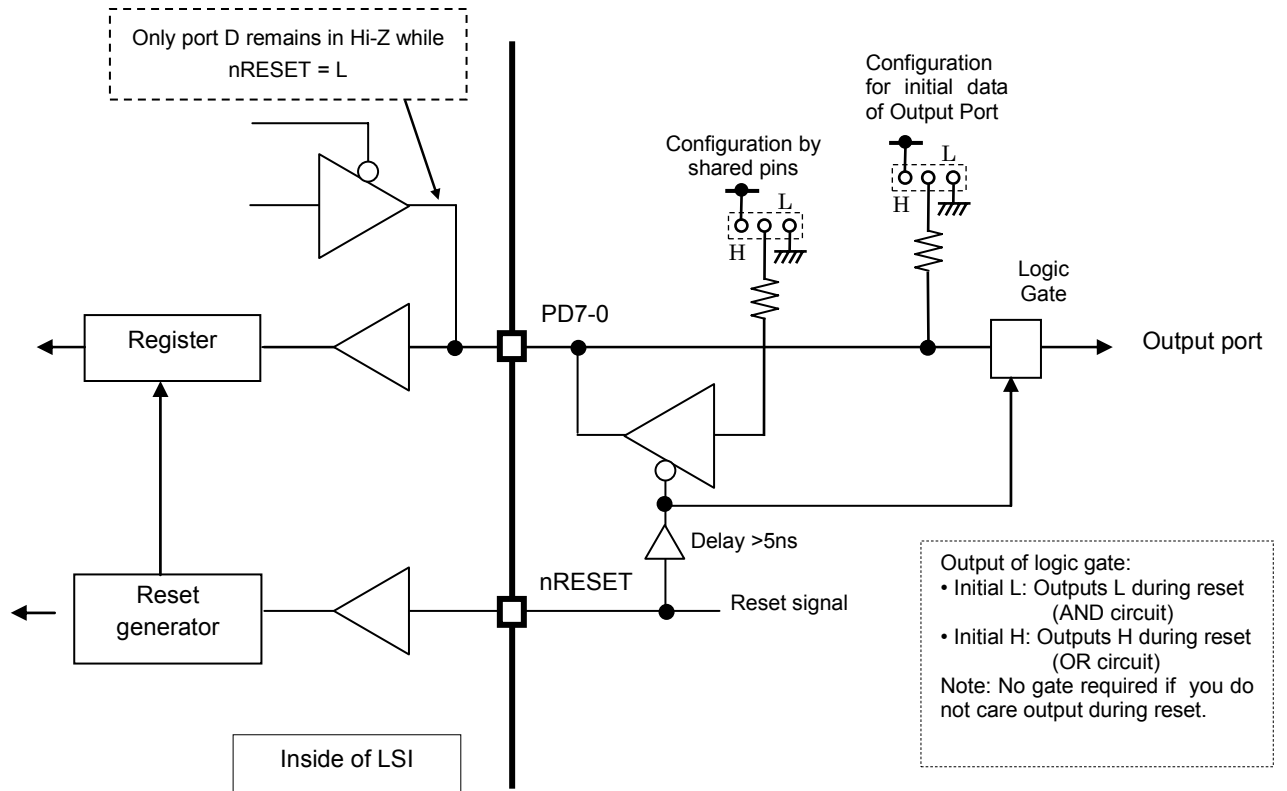 Only port D remains in Hi-Z while
nRESET = L
Configuration
for initial data
of Output Port
Configuration by
shared pins
L
H
L
H
Logic
Gate
PD7-0
Register
Output port
Delay >5ns
nRESET
Reset signal
Reset
generator
Output of logic gate:
• Initial L: Outputs L during reset
(AND circuit)
• Initial H: Outputs H during reset
(OR circuit)
Note: No gate required if you do
not care output during reset.
Inside of LSI